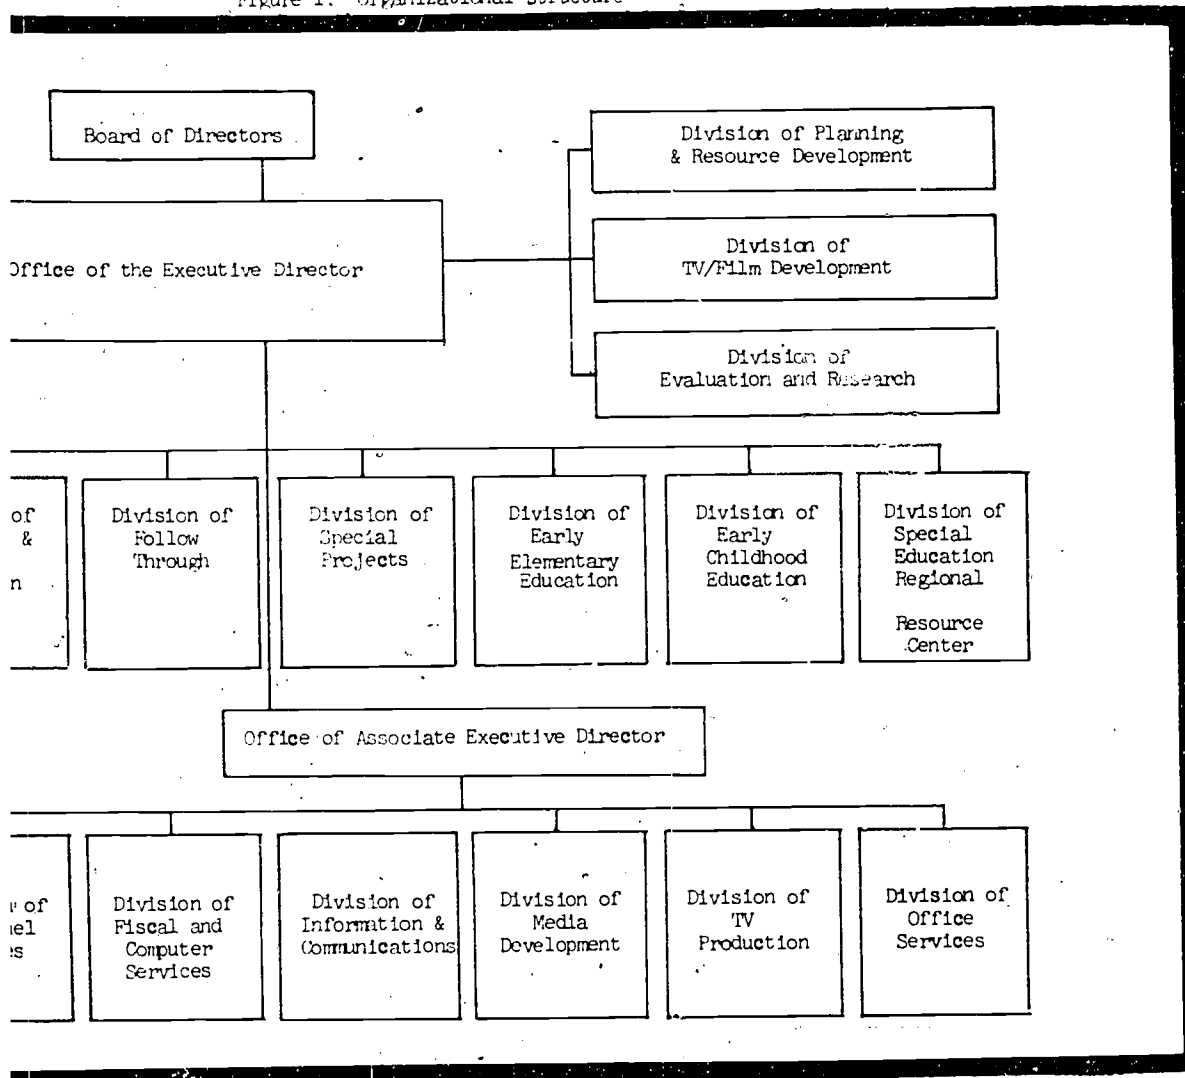 Figure 1. Organizational Structure
Board of Directors
Division of Planning
& Resource Development
Office of the Executive Director
Division of
TV/Film Development
Division of
Evaluation and Research
of
&
n
Division of
Follow
Through
Division of
Special
Projects
Division of
Early
Elementary
Education
Division of
Early
Childhood
Education
Division of
Special
Education
Regional
Resource
Center
Office of Associate Executive Director
of
Division of
Fiscal and
Computer
Services
Division of
Information &
Communications
Division of
Media
Development
Division of
TV
Production
Division of
Office
Services